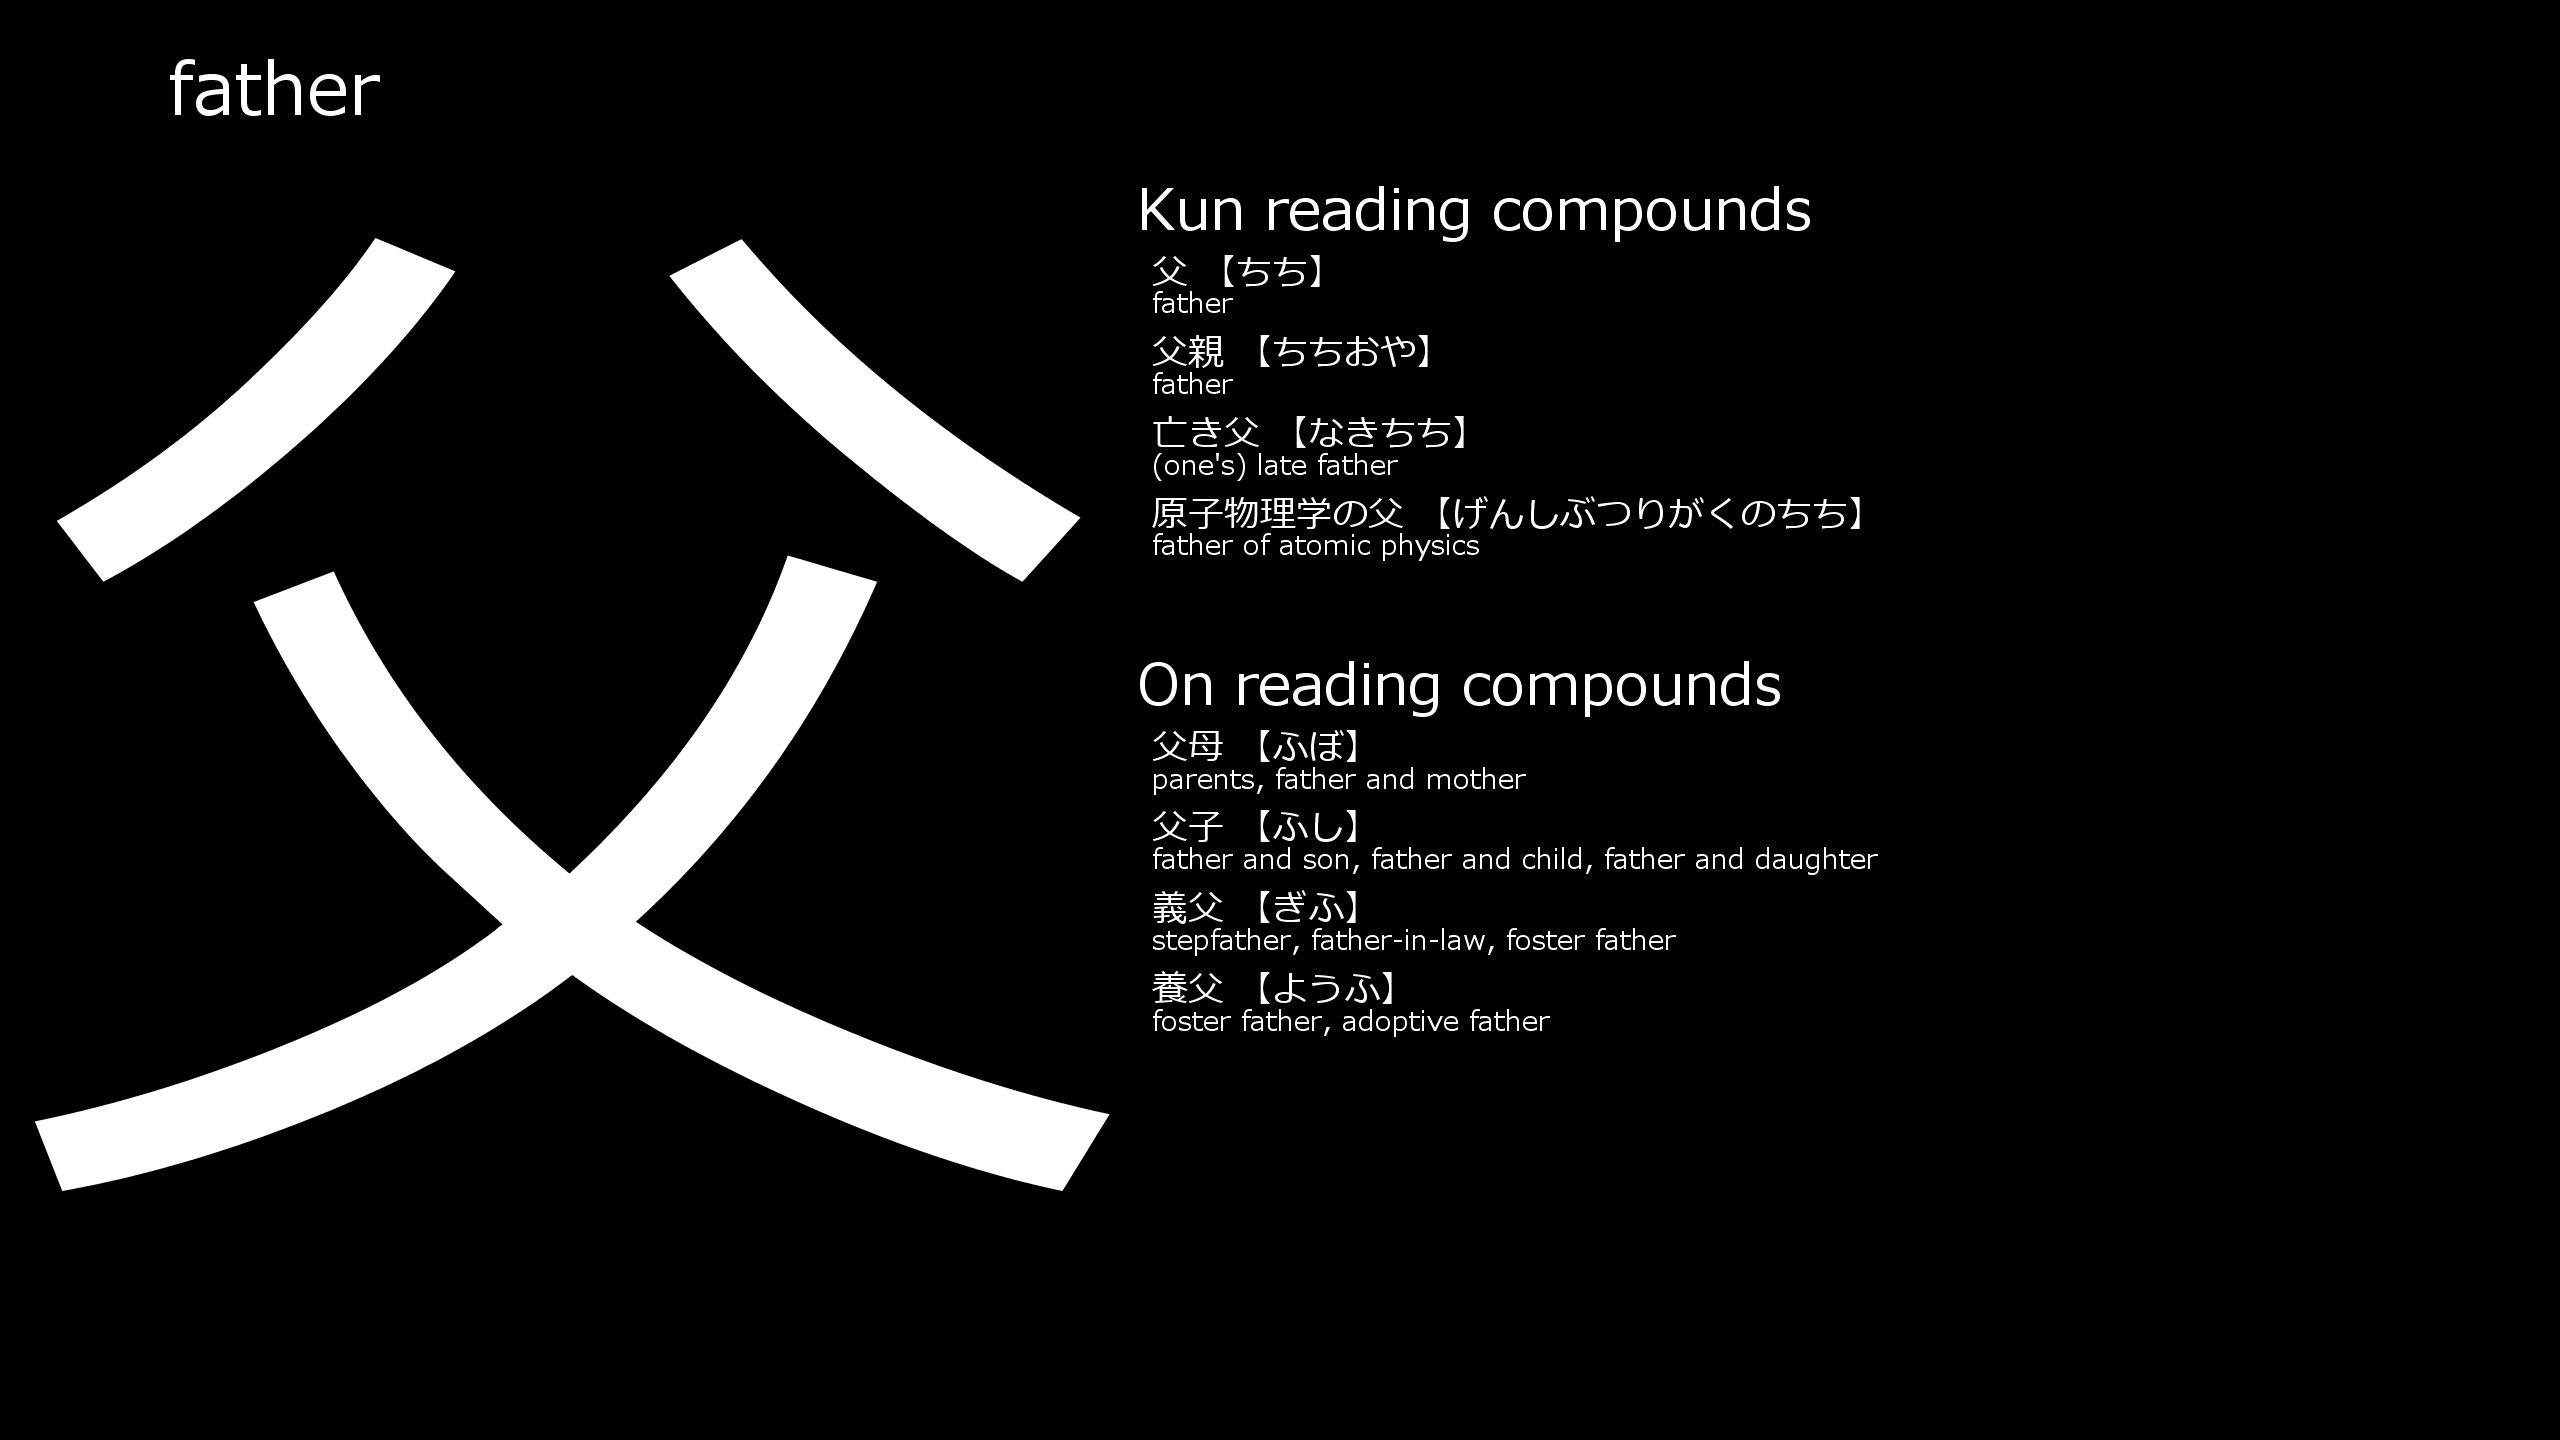 father
父
Kun reading compounds
父 【ちち】
father
父親 【ちちおや】
father
亡き父 【なきちち】
(one's) late father
原子物理学の父 【げんしぶつりがくのちち】
father of atomic physics
On reading compounds
父母 【ふぼ】
parents, father and mother
父子 【ふし】
father and son, father and child, father and daughter
義父 【ぎふ】
stepfather, father-in-law, foster father
養父 【ようふ】
foster father, adoptive father